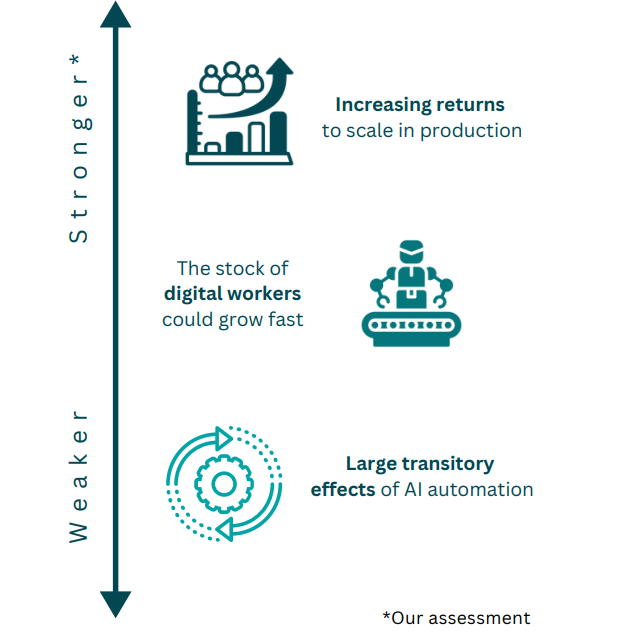 Stronger*
Increasing returns
to scale in production
The stock of
digital workers
could grow fast
Weaker
Large transitory
effects of AI automation
*Our assessment